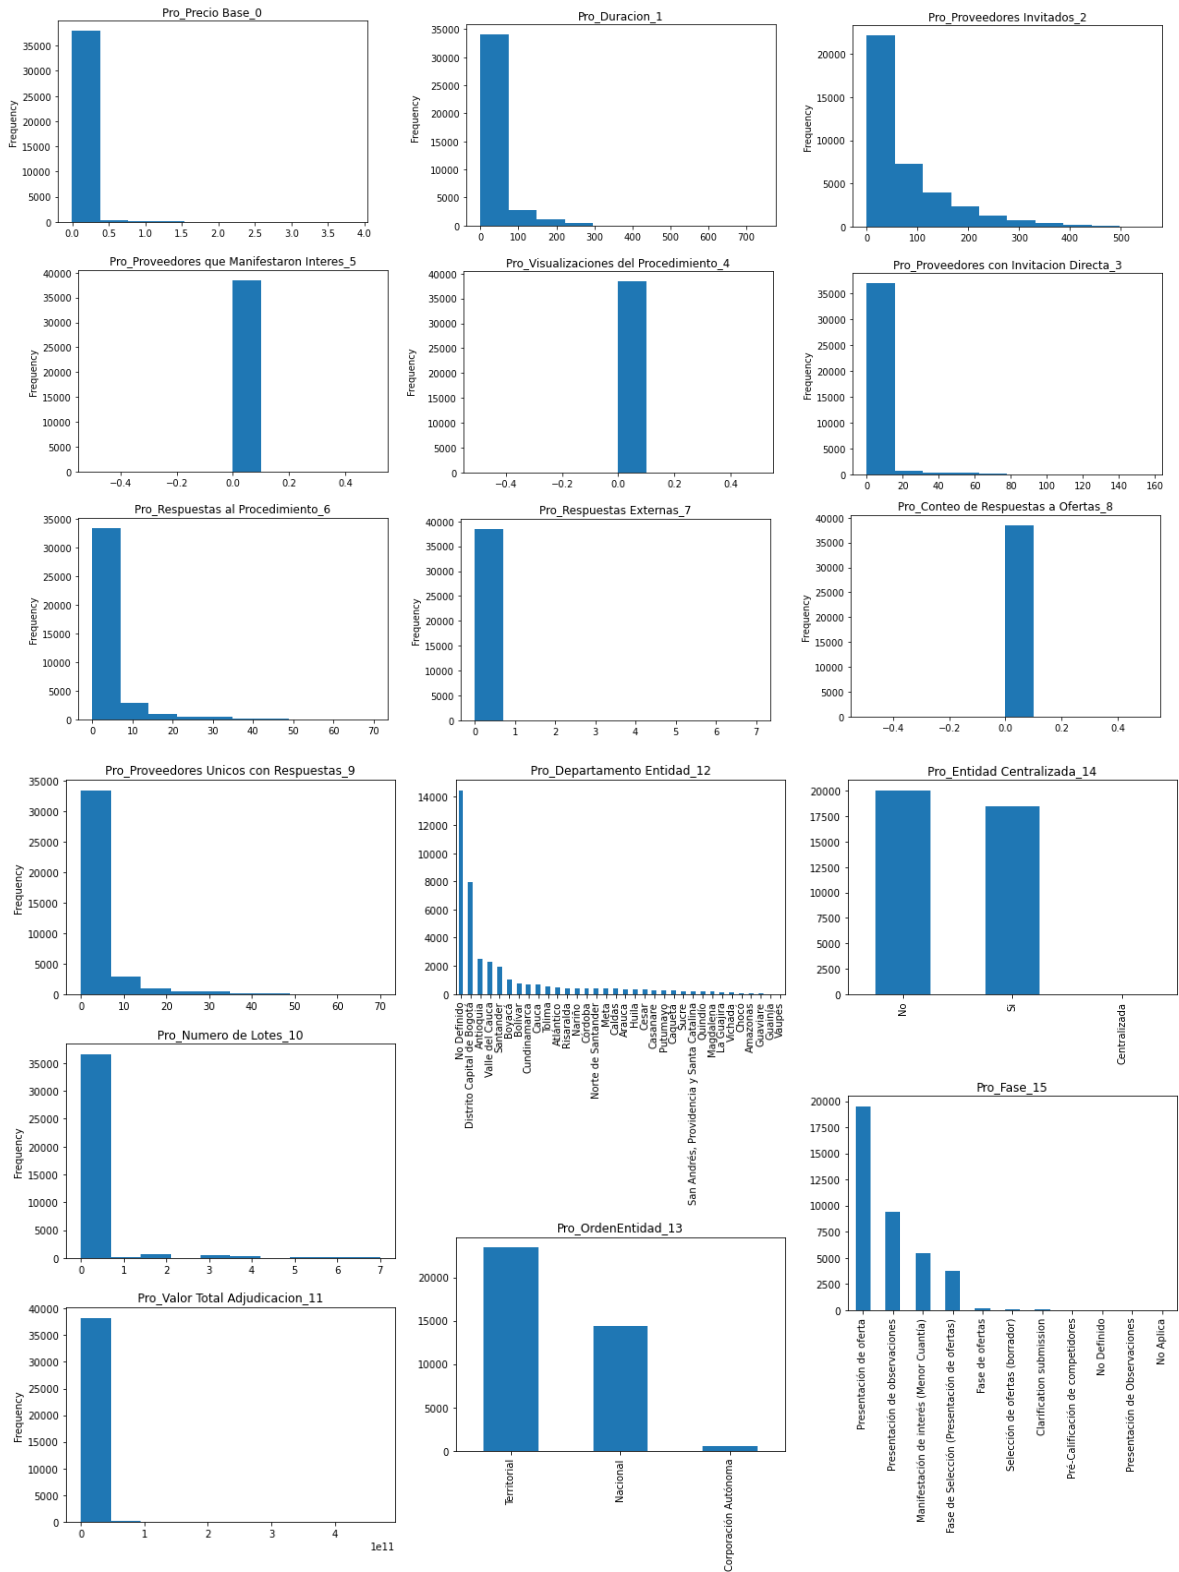 Pro_Precio Base_0
35000
30000
25000
20000
15000
10000
5000
0
Frequency
0.0 0.5 1.0 1.5 2.0 2.5 3.0 3.5 4.0
Pro_Duracion_1
35000
30000
25000
20000
15000
10000
5000
0
Frequency
0 100 200 300 400 500 600 700
Pro_Proveedores Invitados_2
20000
15000
10000
5000
0
Frequency
0 100 200 300 400 500
Pro_Proveedores que Manifestaron Interes_5
40000
35000
30000
25000
20000
15000
10000
5000
0
Frequency
−0.4 −0.2 0.0 0.2 0.4
Pro_Visualizaciones del Procedimiento_4
40000
35000
30000
25000
20000
15000
10000
5000
0
Frequency
−0.4 −0.2 0.0 0.2 0.4
Pro_Proveedores con Invitacion Directa_3
35000
30000
25000
20000
15000
10000
5000
0
Frequency
0 20 40 60 80 100 120 140 160
Pro_Respuestas al Procedimiento_6
35000
30000
25000
20000
15000
10000
5000
0
Frequency
0 10 20 30 40 50 60 70
Pro_Respuestas Externas_7
40000
35000
30000
25000
20000
15000
10000
5000
0
Frequency
0 1 2 3 4 5 6 7
Pro_Conteo de Respuestas a Ofertas_8
40000
35000
30000
25000
20000
15000
10000
5000
0
Frequency
−0.4 −0.2 0.0 0.2 0.4
Pro_Proveedores Unicos con Respuestas_9
35000
30000
25000
20000
15000
10000
5000
0
Frequency
0 10 20 30 40 50 60 70
Pro_Departamento Entidad_12
14000
12000
10000
8000
6000
4000
2000
0
No Definido
Distrito Capital de Bogotá
Antioquia
Valle del Cauca
Santander
Boyacá
Bolívar
Cundinamarca
Cauca
Tolima
Atlántico
Risaralda
Nariño
Córdoba
Norte de Santander
Meta
Caldas
Arauca
Huila
Cesar
Casanare
Putumayo
Caquetá
Sucre
San Andrés, Providencia y Santa Catalina
Quindío
Magdalena
La Guajira
Vichada
Chocó
Amazonas
Guaviare
Guainía
Vaupés
Pro_Entidad Centralizada_14
20000
17500
15000
12500
10000
7500
5000
2500
0
No
Si
Centralizada
Pro_Numero de Lotes_10
35000
30000
25000
20000
15000
10000
5000
0
Frequency
0 1 2 3 4 5 6 7
Pro_Fase_15
20000
17500
15000
12500
10000
7500
5000
2500
0
Presentación de oferta
Presentación de observaciones
Manifestación de interés (Menor Cuantía)
Fase de Selección (Presentación de ofertas)
Fase de ofertas
Selección de ofertas (borrador)
Clarification submission
Pré-Calificación de competidores
No Definido
Presentación de Observaciones
No Aplica
Pro_OrdenEntidad_13
20000
15000
10000
5000
0
Territorial
Nacional
Corporación Autónoma
Pro_Valor Total Adjudicacion_11
40000
35000
30000
25000
20000
15000
10000
5000
0
Frequency
0 1 2 3 4
1e11